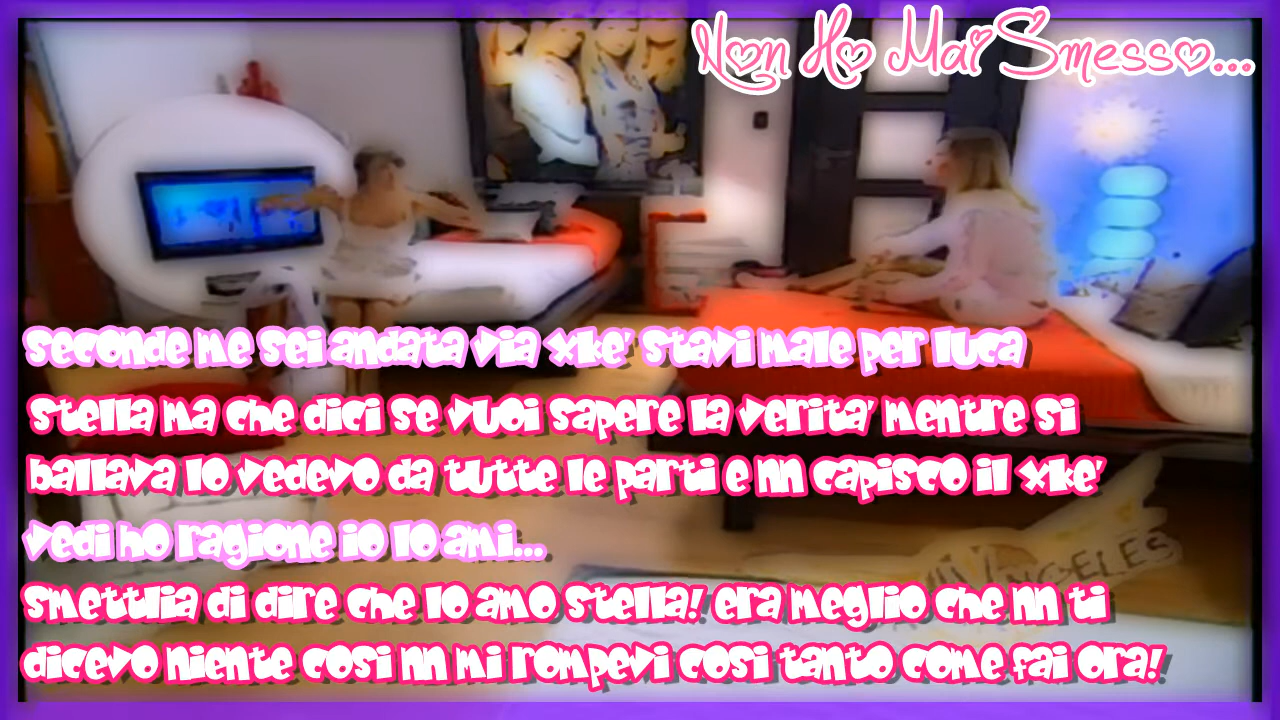 Non Ho Mai Smesso...
seconde me sei andata via xke' stavi male per luca
stella ma che dici se vuoi sapere la verita' mentre si
ballava lo vedevo da tutte le parti e nn capisco il xke'
vedi ho ragione io lo ami...
smettlia di dire che lo amo stella! era meglio che nn ti
dicevo niente cosi nn mi rompevi cosi tanto come fai ora!
ANGELES